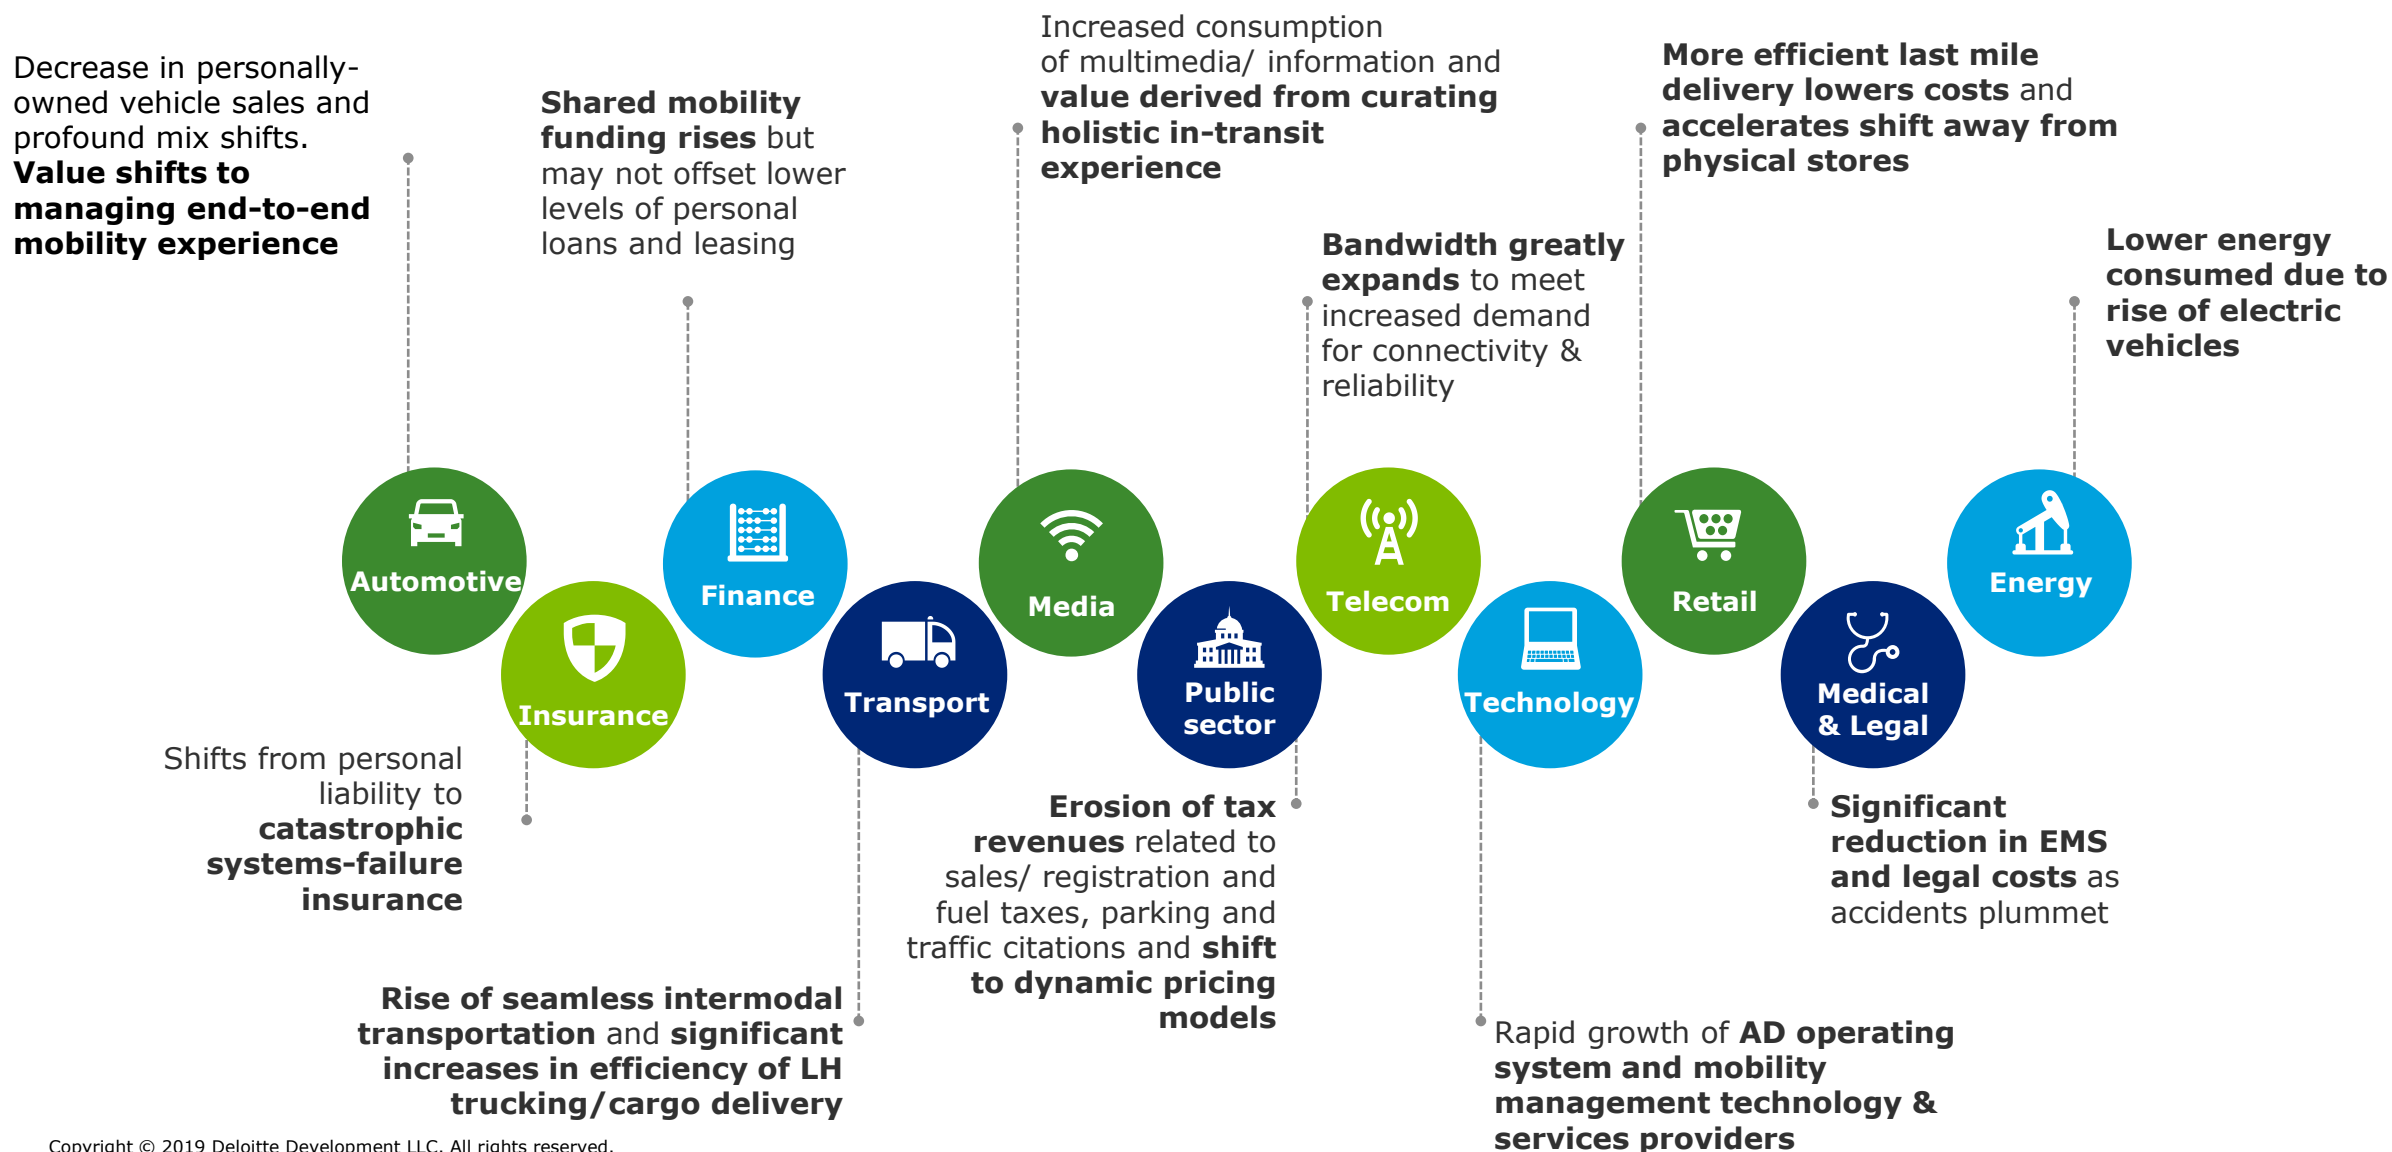 Decrease in personally-
owned vehicle sales and
profound mix shifts.
Value shifts to
managing end-to-end
mobility experience
Shared mobility
funding rises but
may not offset lower
levels of personal
loans and leasing
Increased consumption
of multimedia/ information and
value derived from curating
holistic in-transit
experience
Bandwidth greatly
expands to meet
increased demand
for connectivity &
reliability
More efficient last mile
delivery lowers costs and
accelerates shift away from
physical stores
Lower energy
consumed due to
rise of electric
vehicles
Automotive
Insurance
Finance
Transport
Media
Public
sector
Telecom
Technology
Retail
Medical
& Legal
Energy
Shifts from personal
liability to
catastrophic
systems-failure
insurance
Rise of seamless intermodal
transportation and significant
increases in efficiency of LH
trucking/cargo delivery
Erosion of tax
revenues related to
sales/ registration and
fuel taxes, parking and
traffic citations and shift
to dynamic pricing
models
Rapid growth of AD operating
system and mobility
management technology &
services providers
Significant
reduction in EMS
and legal costs as
accidents plummet
Copyright © 2019 Deloitte Development LLC. All rights reserved.